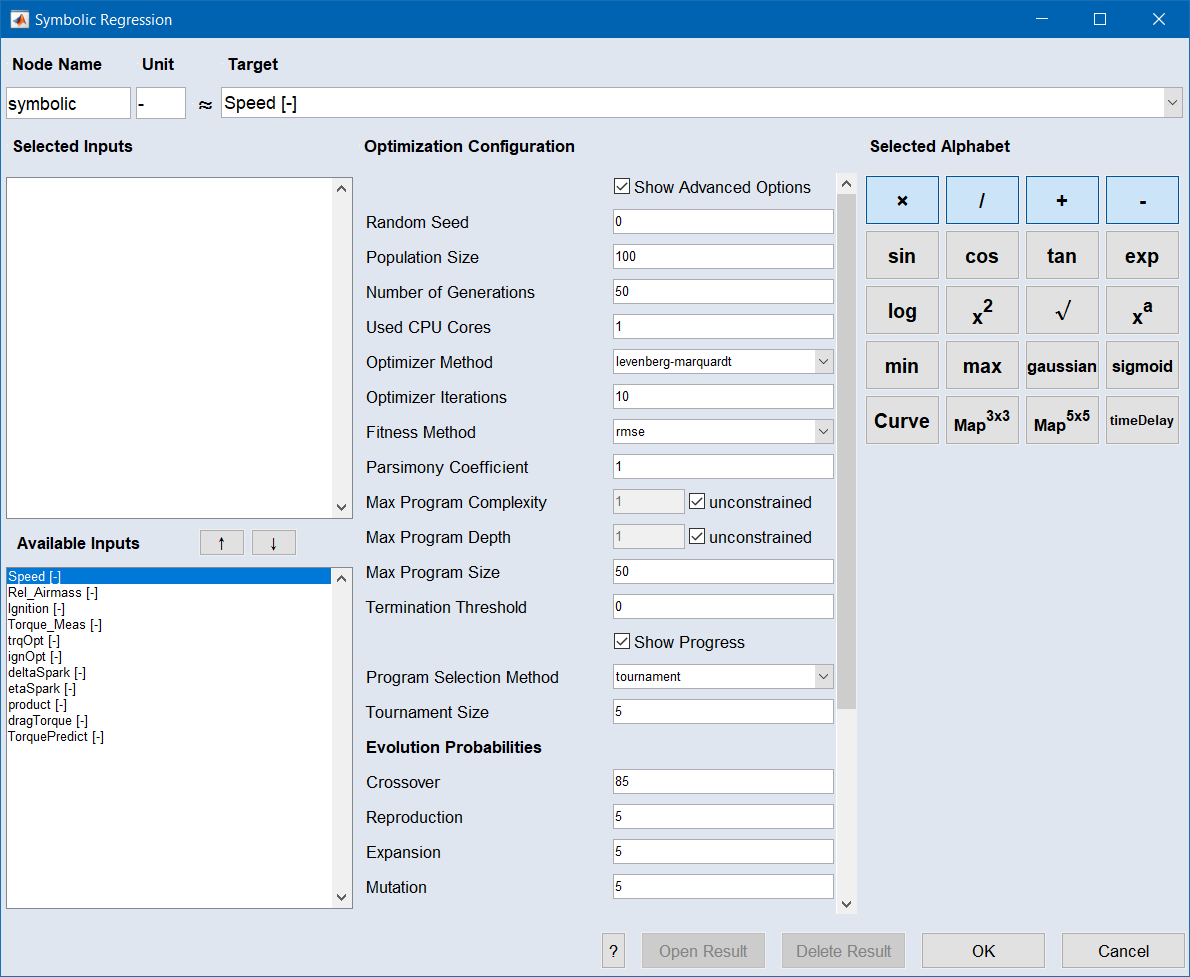 Symbolic Regression
Node Name Unit Target
symbolic - ≈ Speed [-]
Selected Inputs
Available Inputs ↑ ↓
Speed [-]
Rel_Airmass [-]
Ignition [-]
Torque_Meas [-]
trqOpt [-]
ignOpt [-]
deltaSpark [-]
etaSpark [-]
product [-]
dragTorque [-]
TorquePredict [-]
Optimization Configuration
Show Advanced Options
Random Seed 0
Population Size 100
Number of Generations 50
Used CPU Cores 1
Optimizer Method levenberg-marquardt
Optimizer Iterations 10
Fitness Method rmse
Parsimony Coefficient 1
Max Program Complexity 1 unconstrained
Max Program Depth 1 unconstrained
Max Program Size 50
Termination Threshold 0
Show Progress
Program Selection Method tournament
Tournament Size 5
Evolution Probabilities
Crossover 85
Reproduction 5
Expansion 5
Mutation 5
Selected Alphabet
× / + -
sin cos tan exp
log x² √ xᵃ
min max gaussian sigmoid
Curve Map3x3 Map5x5 timeDelay
? Open Result Delete Result OK Cancel